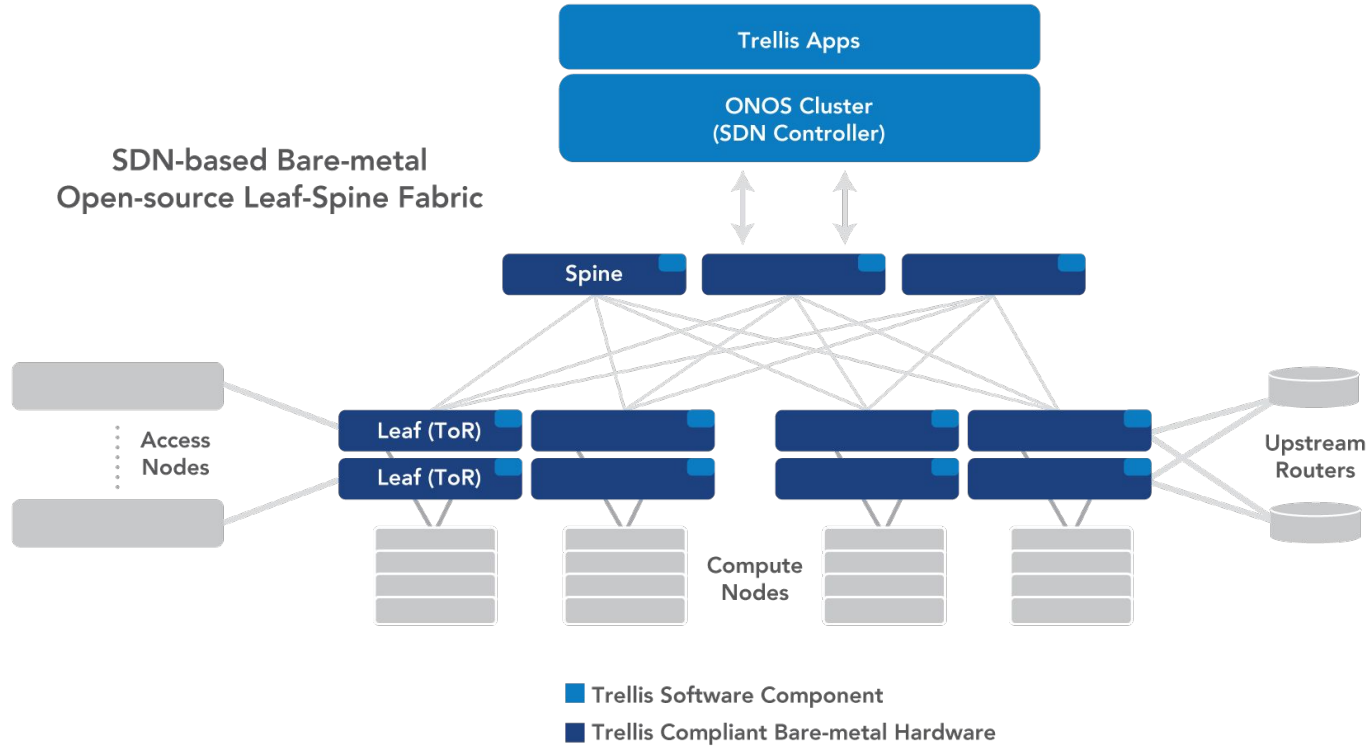 Trellis Apps
ONOS Cluster
(SDN Controller)
SDN-based Bare-metal
Open-source Leaf-Spine Fabric
Spine
Leaf (ToR)
Leaf (ToR)
Access
Nodes
Upstream
Routers
Compute
Nodes
Trellis Software Component
Trellis Compliant Bare-metal Hardware